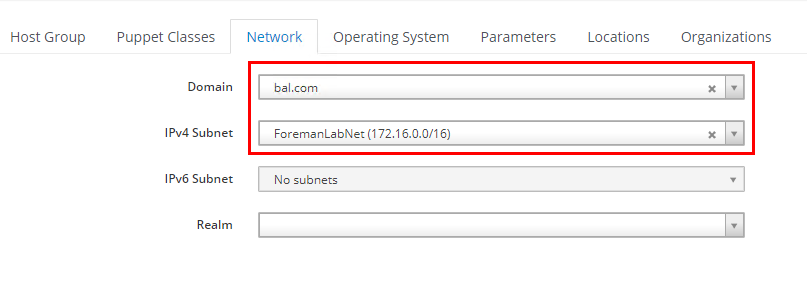 Host Group Puppet Classes Network Operating System Parameters Locations Organizations
Domain bal.com
IPv4 Subnet ForemanLabNet (172.16.0.0/16)
IPv6 Subnet No subnets
Realm